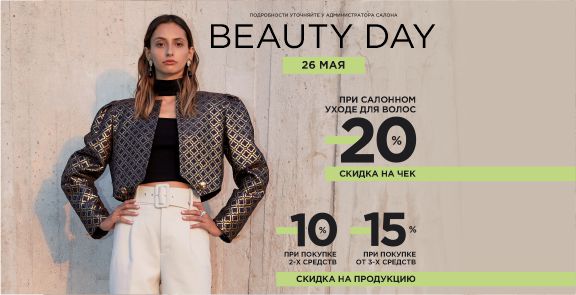 ПОДРОБНОСТИ УТОЧНЯЙТЕ У АДМИНИСТРАТОРА САЛОНА
BEAUTY DAY
26 МАЯ
ПРИ САЛОННОМ
УХОДЕ ДЛЯ ВОЛОС
20%
СКИДКА НА ЧЕК
10%
ПРИ ПОКУПКЕ
2-Х СРЕДСТВ
15%
ПРИ ПОКУПКЕ
ОТ 3-Х СРЕДСТВ
СКИДКА НА ПРОДУКЦИЮ